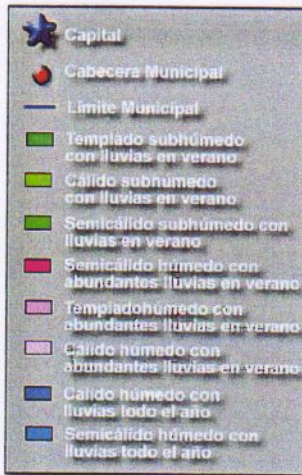 Capital
Cabecera Municipal
Límite Municipal
Templado subhúmedo
con lluvias en verano
Cálido subhúmedo
con lluvias en verano
Semicálido subhúmedo con
lluvias en verano
Semicálido húmedo con
abundantes lluvias en verano
Templadohúmedo con
abundantes lluvias en verano
Cálido húmedo con
abundantes lluvias en verano
Calido húmedo con
lluvias todo el año
Semicálido húmedo con
lluvias todo el año